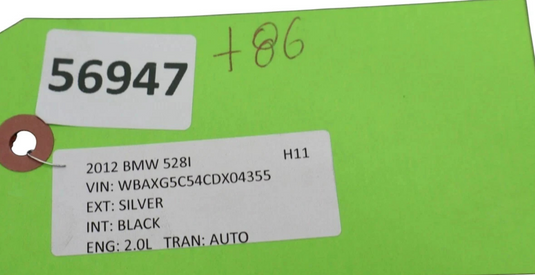 +86
56947
2012 BMW 528I H11
VIN: WBAXG5C54CDX04355
EXT: SILVER
INT: BLACK
ENG: 2.0L TRAN: AUTO